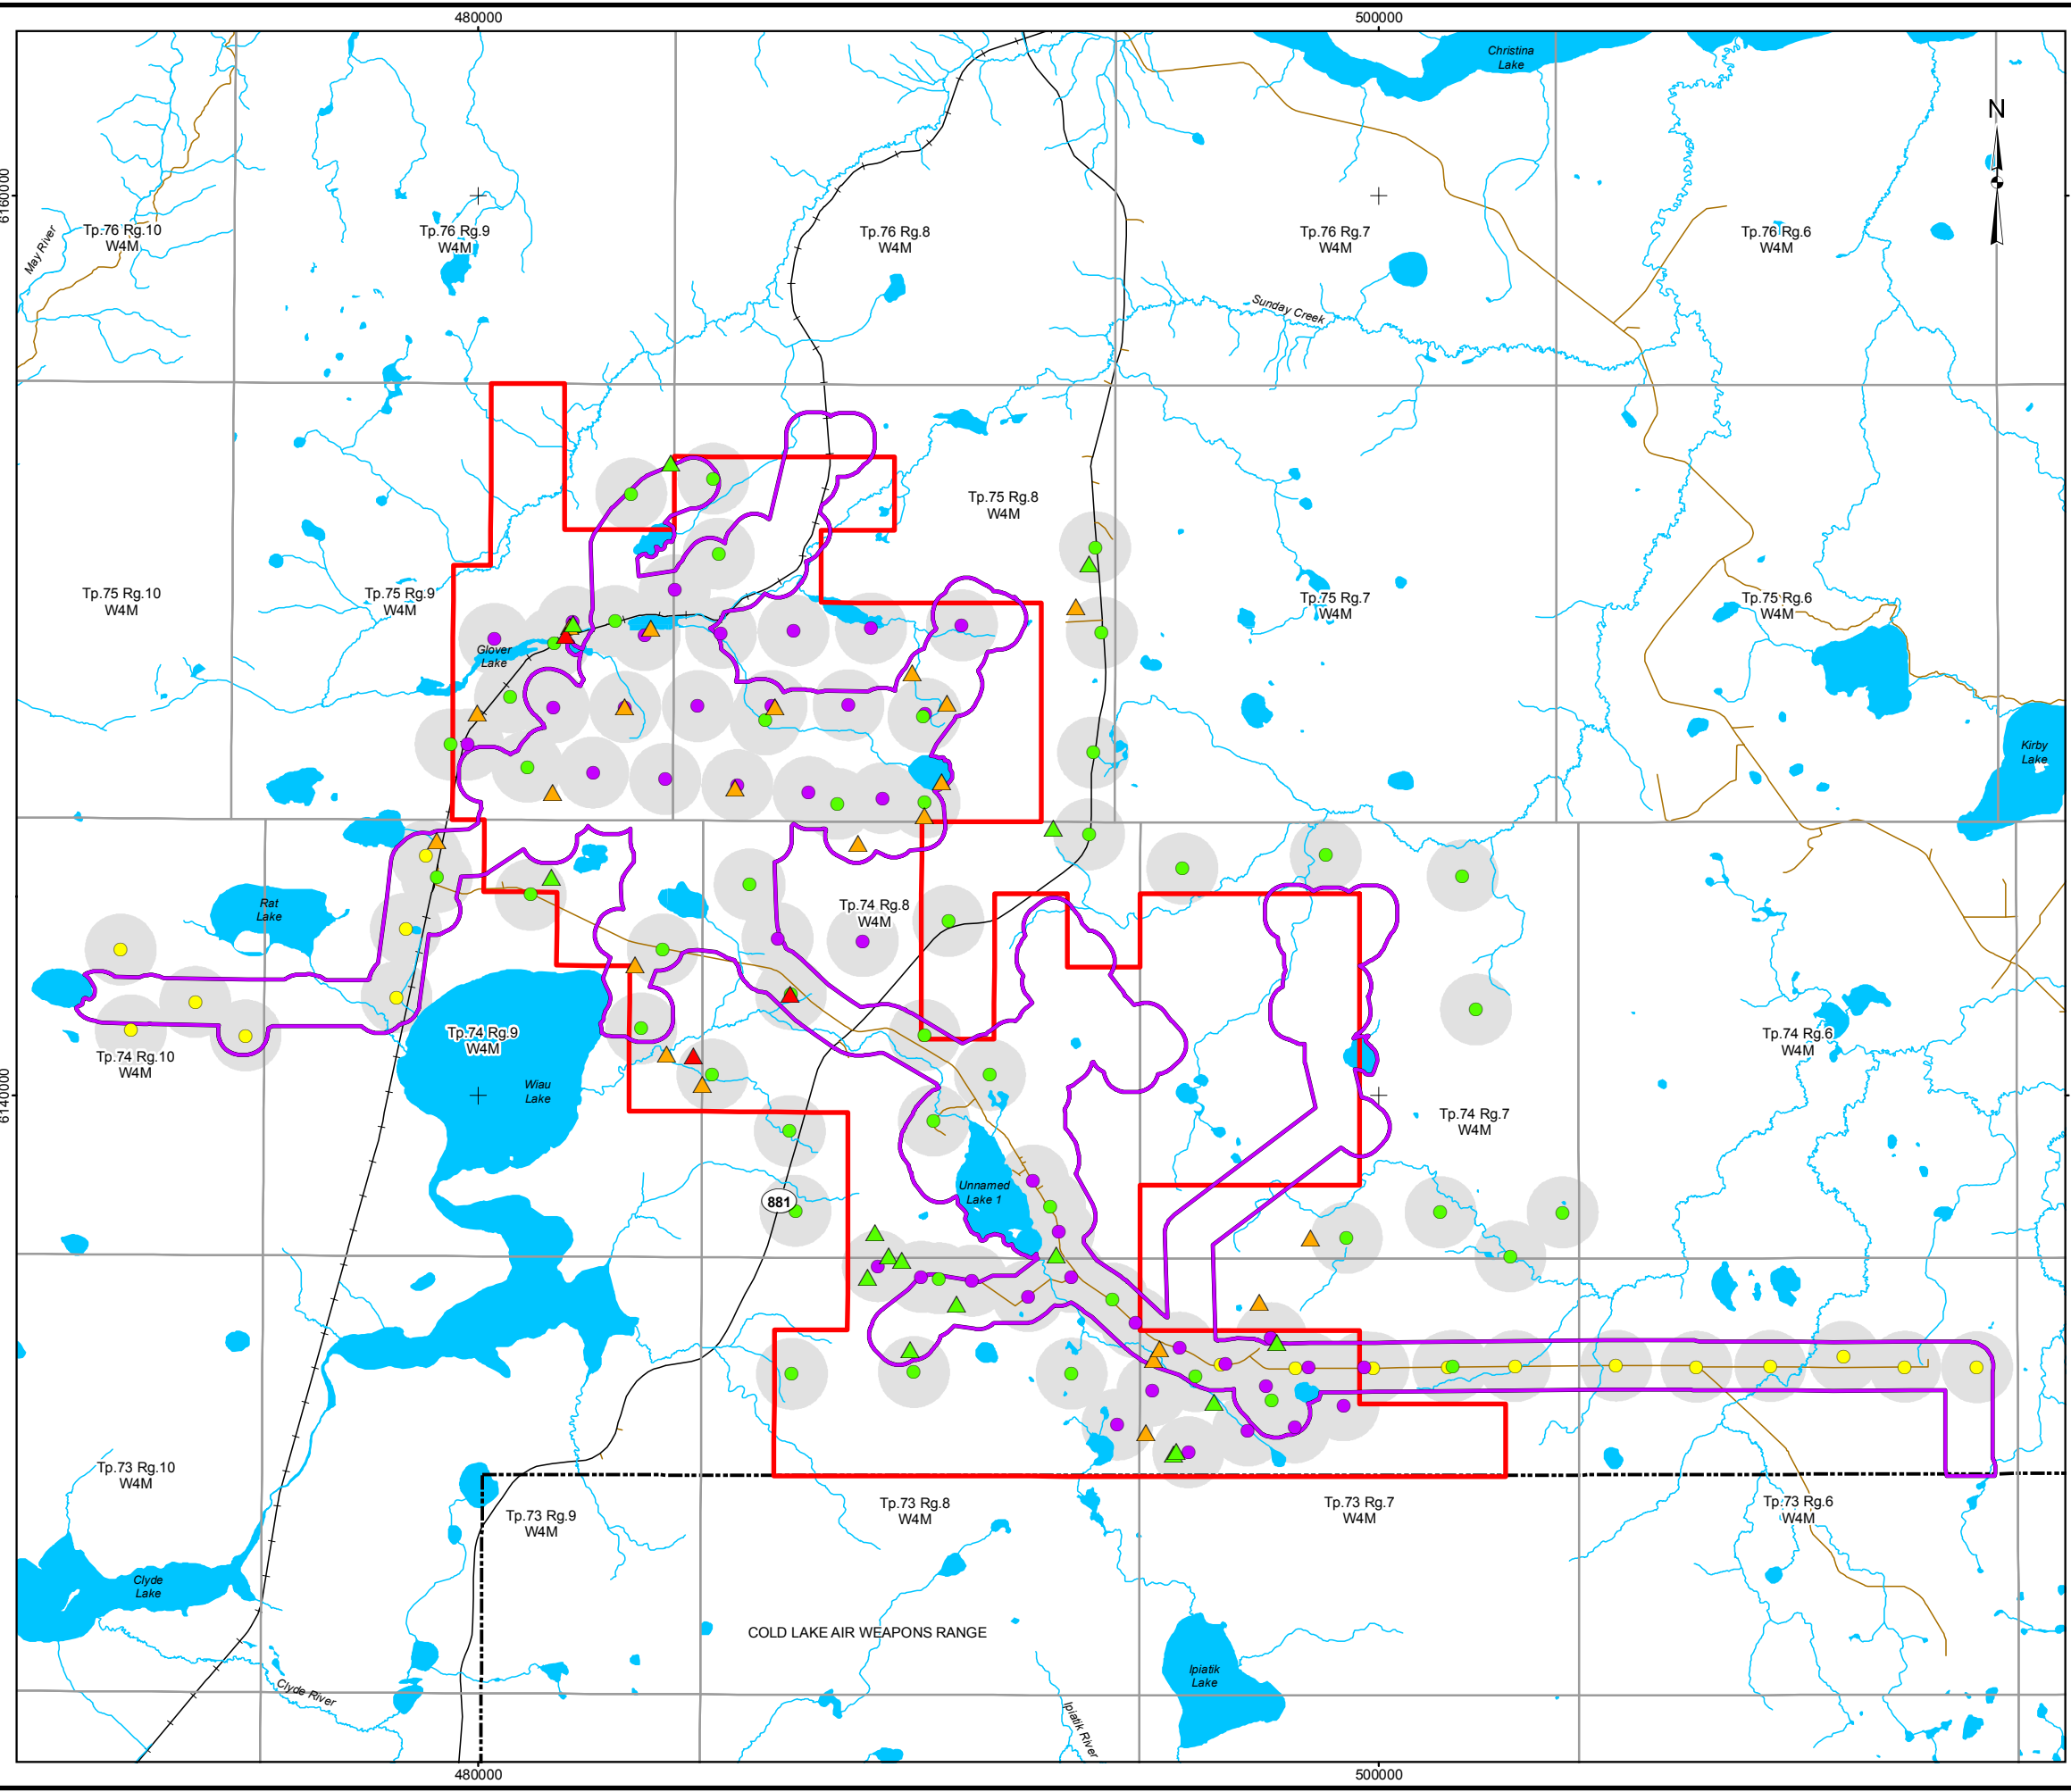 480000
500000
Christina
Lake
N
6160000
May River
Tp.76 Rg.10
W4M
Tp.76 Rg.9
W4M
Tp.76 Rg.8
W4M
Tp.76 Rg.7
W4M
Tp.76 Rg.6
W4M
Sunday Creek
Tp.75 Rg.8
W4M
Tp.75 Rg.10
W4M
Tp.75 Rg.9
W4M
Tp.75 Rg.7
W4M
Tp.75 Rg.6
W4M
Glover
Lake
Kirby
Lake
Rat
Lake
Tp.74 Rg.8
W4M
Tp.74 Rg.9
W4M
Tp.74 Rg.6
W4M
Tp.74 Rg.10
W4M
Wiau
Lake
6140000
Tp.74 Rg.7
W4M
Unnamed
Lake 1
881
Tp.73 Rg.10
W4M
Tp.73 Rg.9
W4M
Tp.73 Rg.8
W4M
Tp.73 Rg.7
W4M
Tp.73 Rg.6
W4M
Clyde
Lake
COLD LAKE AIR WEAPONS RANGE
Ipiatik
Lake
Clyde River
Ipiatik River
480000
500000